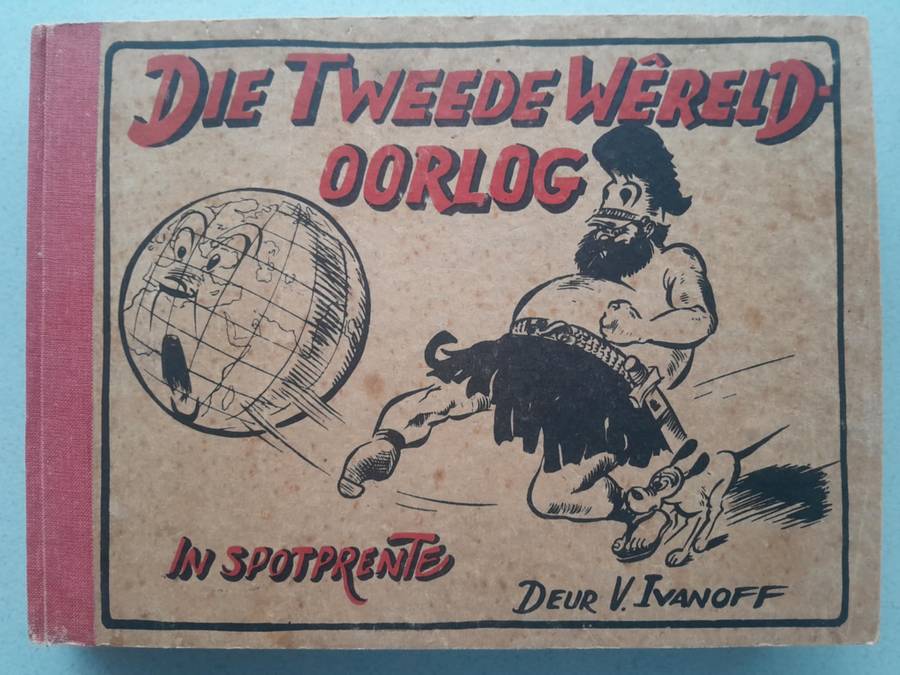 DIE TWEEDE WÊRELD-
OORLOG
IN SPOTPRENTE
DEUR V. IVANOFF